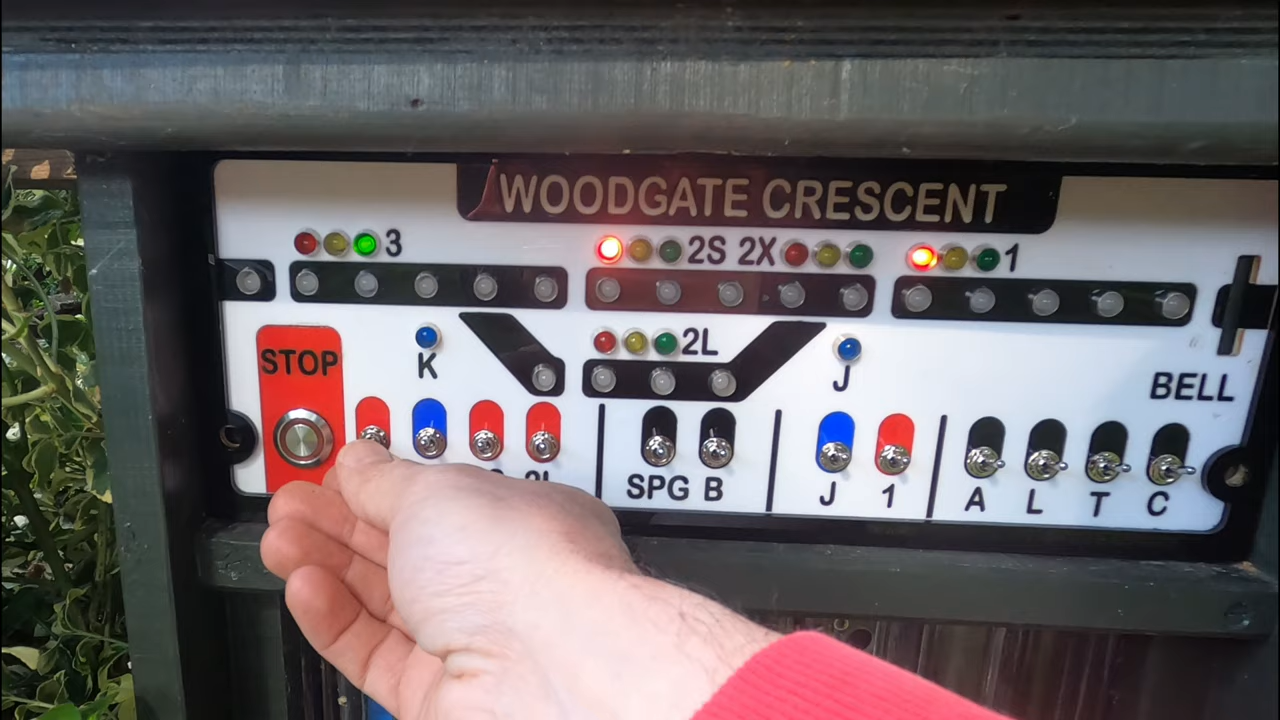 WOODGATE CRESCENT
3
2S 2X
1
2L
STOP
K
J
BELL
SPG B
J 1
A L T C